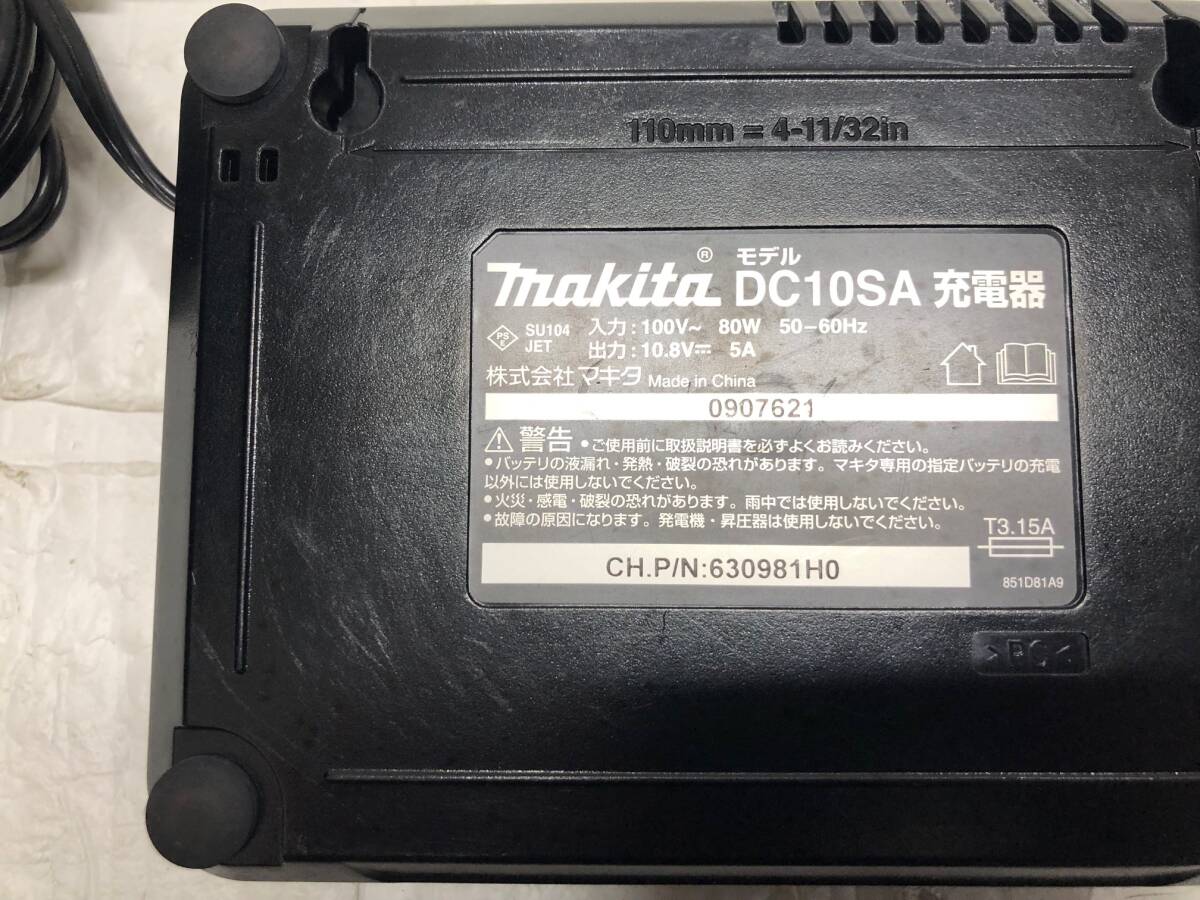 110mm = 4-11/32in
makita® モデル DC10SA 充電器
PS E SU104 JET
入力：100V~ 80W 50-60Hz
出力：10.8V⎓ 5A
株式会社 マキタ Made in China
0907621
⚠ 警告 ●ご使用前に取扱説明書を必ずよくお読みください。
●バッテリの液漏れ・発熱・破裂の恐れがあります。マキタ専用の指定バッテリの充電
以外には使用しないでください。
●火災・感電・破裂の恐れがあります。雨中では使用しないでください。
●故障の原因になります。発電機・昇圧器は使用しないでください。
T3.15A
CH.P/N:630981H0
851D81A9
>PC<